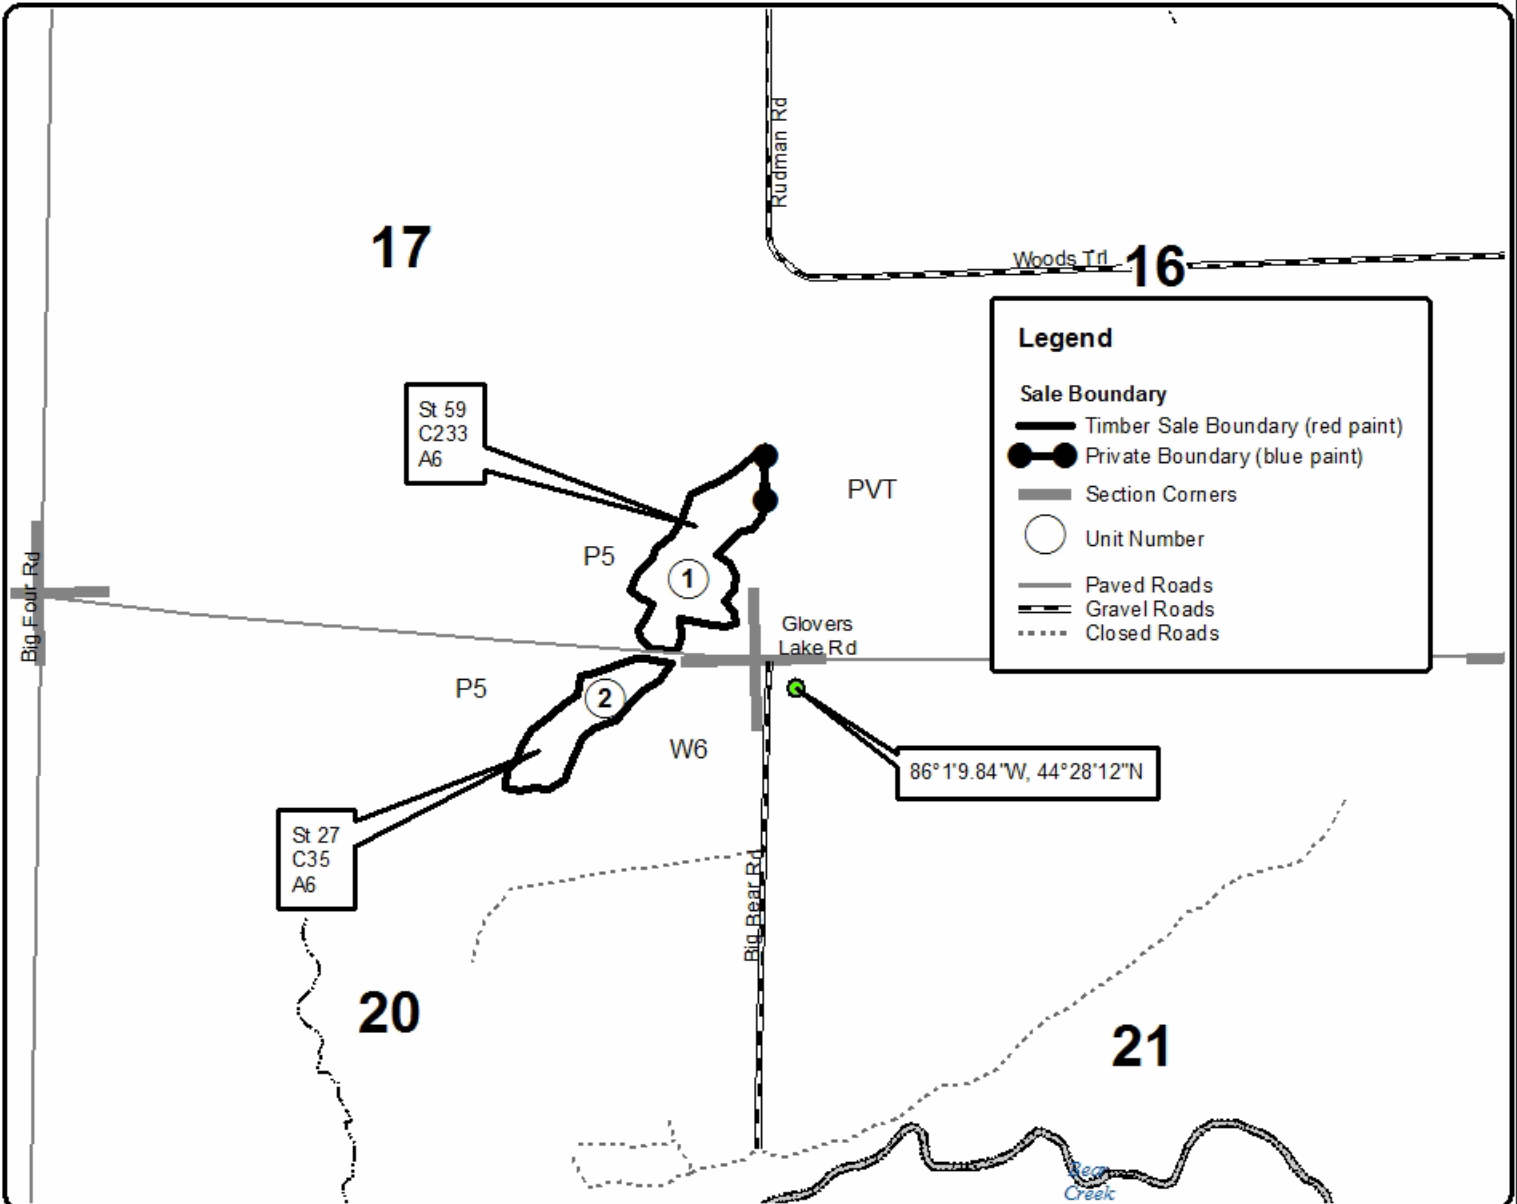 Rudman Rd
17
Woods Trl
16
Legend
Sale Boundary
Timber Sale Boundary (red paint)
Private Boundary (blue paint)
Section Corners
Unit Number
Paved Roads
Gravel Roads
Closed Roads
St 59
C233
A6
PVT
P5
1
Big Four Rd
Glovers
Lake Rd
P5
2
W6
86°1'9.84"W, 44°28'12"N
St 27
C35
A6
Big Bear Rd
20
21
Bear
Creek